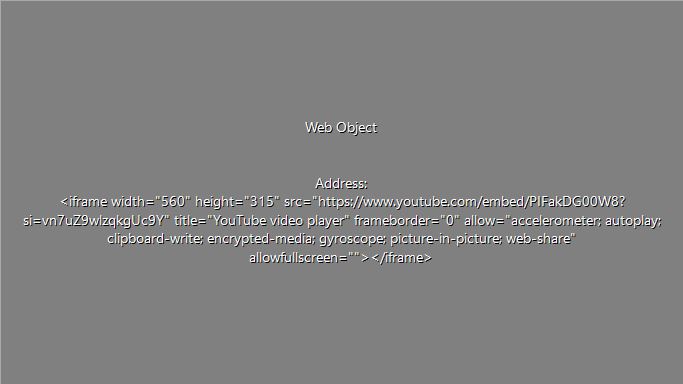 Web Object
Address:
<iframe width="560" height="315" src="https://www.youtube.com/embed/PIFakDG00W8?
si=vn7uZ9wlzqkgUc9Y" title="YouTube video player" frameborder="0" allow="accelerometer; autoplay;
clipboard-write; encrypted-media; gyroscope; picture-in-picture; web-share"
allowfullscreen=""></iframe>